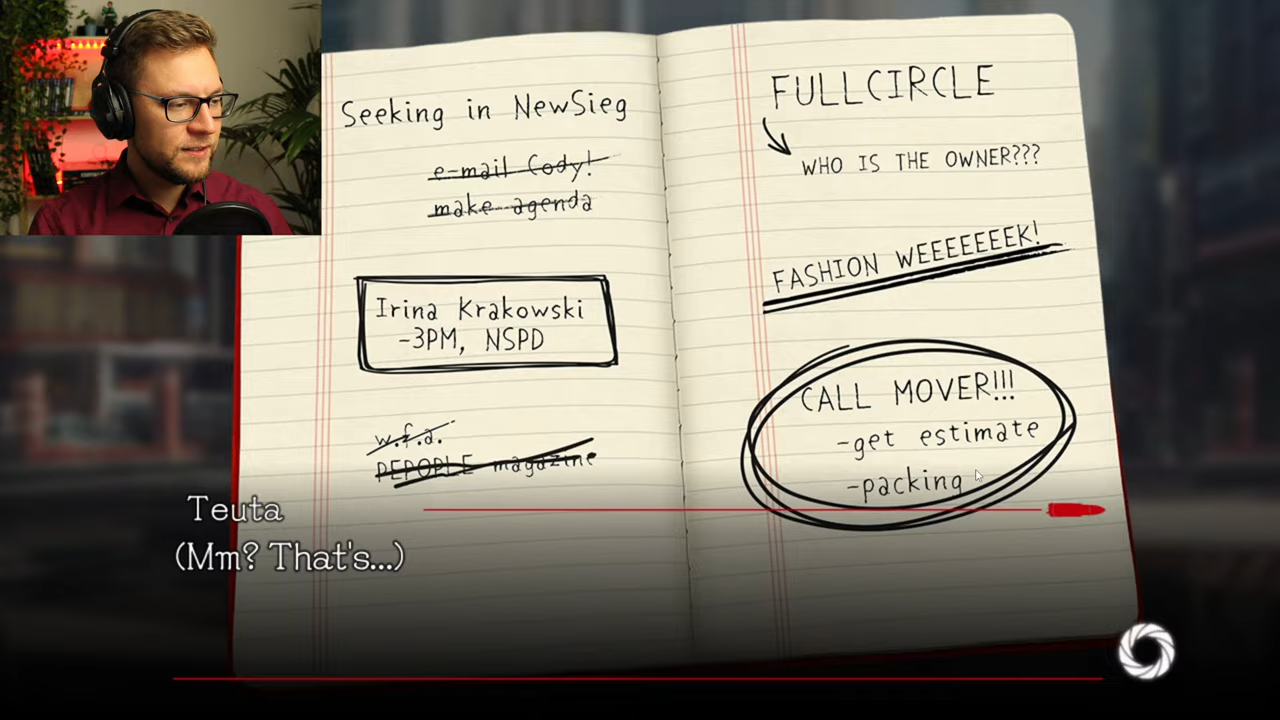 Seeking in NewSieg
e-mail Cody!
make agenda
Irina Krakowski
-3PM, NSPD
w.f.a.
PEPOPLE magazine
FULLCIRCLE
WHO IS THE OWNER???
FASHION WEEEEEEEK!
CALL MOVER!!!
-get estimate
-packing
Teuta
(Mm? That's...)